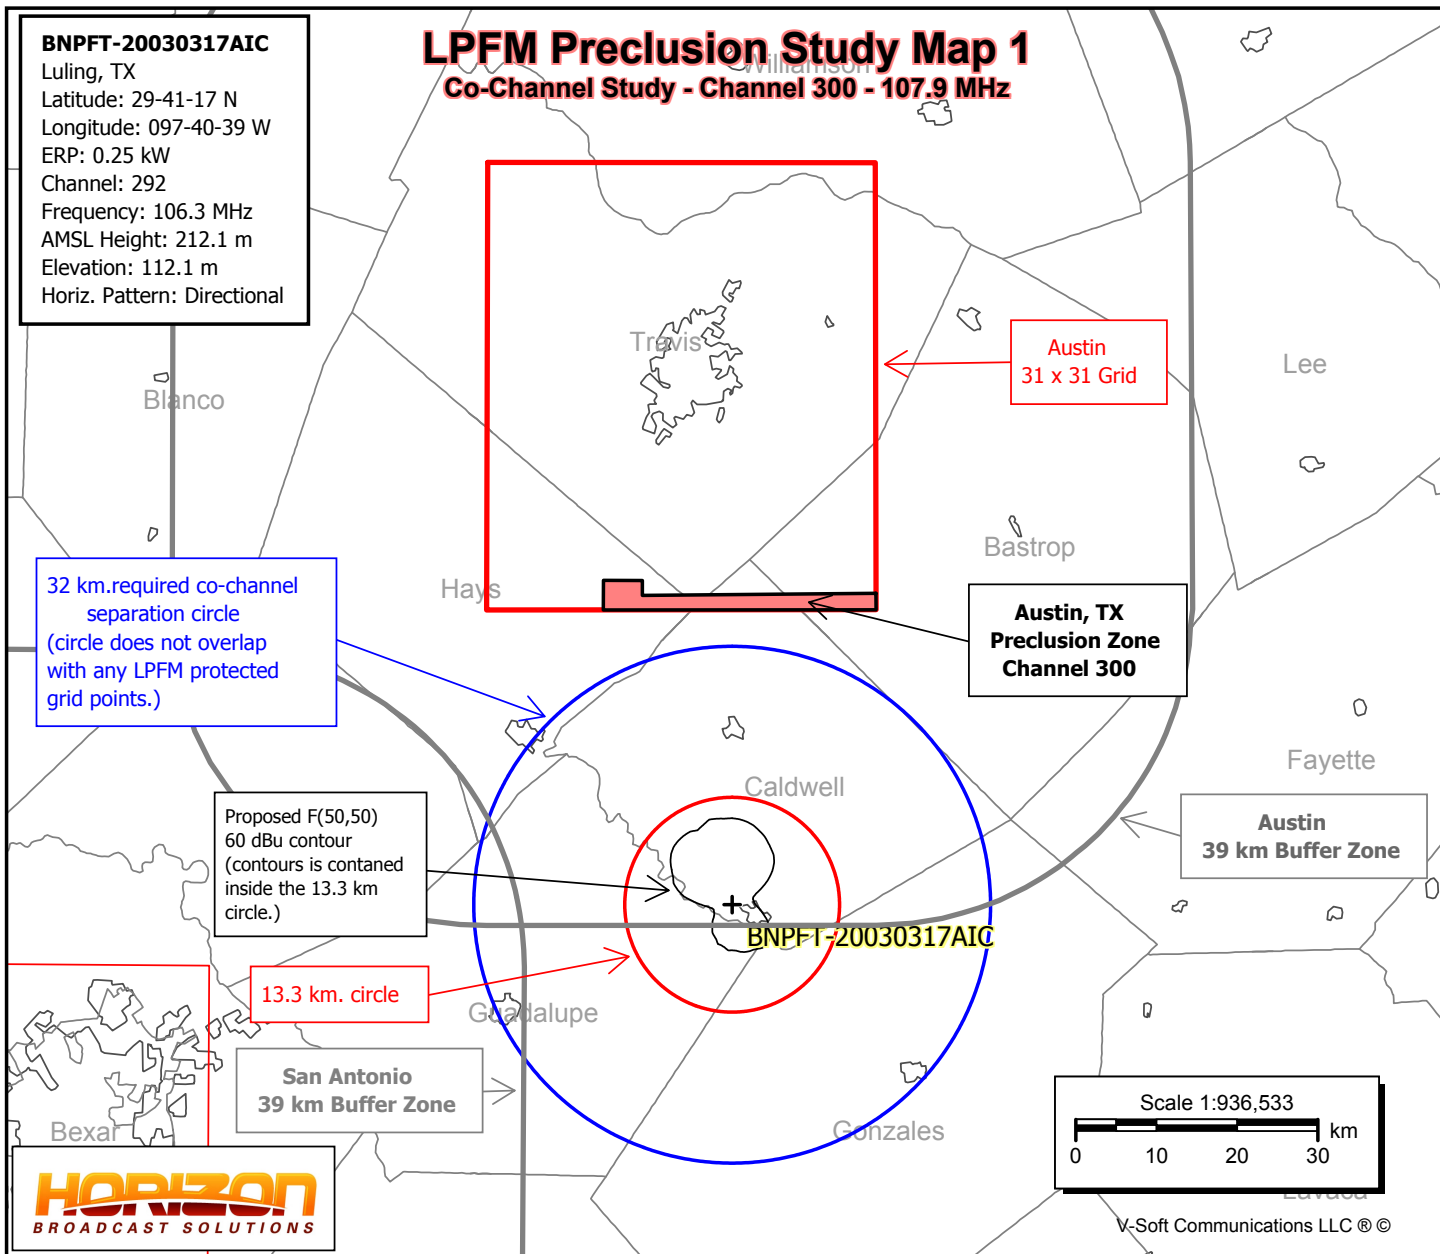 LPFM Preclusion Study Map 1
Co-Channel Study - Channel 300 - 107.9 MHz
BNPFT-20030317AIC
Luling, TX
Latitude: 29-41-17 N
Longitude: 097-40-39 W
ERP: 0.25 kW
Channel: 292
Frequency: 106.3 MHz
AMSL Height: 212.1 m
Elevation: 112.1 m
Horiz. Pattern: Directional
Williamson
Travis
Austin
31 x 31 Grid
Lee
Blanco
Bastrop
Hays
32 km.required co-channel
separation circle
(circle does not overlap
with any LPFM protected
grid points.)
Austin, TX
Preclusion Zone
Channel 300
Fayette
Caldwell
Proposed F(50,50)
60 dBu contour
(contours is contaned
inside the 13.3 km
circle.)
Austin
39 km Buffer Zone
BNPFT-20030317AIC
13.3 km. circle
Guadalupe
San Antonio
39 km Buffer Zone
Bexar
Gonzales
Scale 1:936,533
km
0 10 20 30
Lavaca
HORIZON
BROADCAST SOLUTIONS
V-Soft Communications LLC ® ©